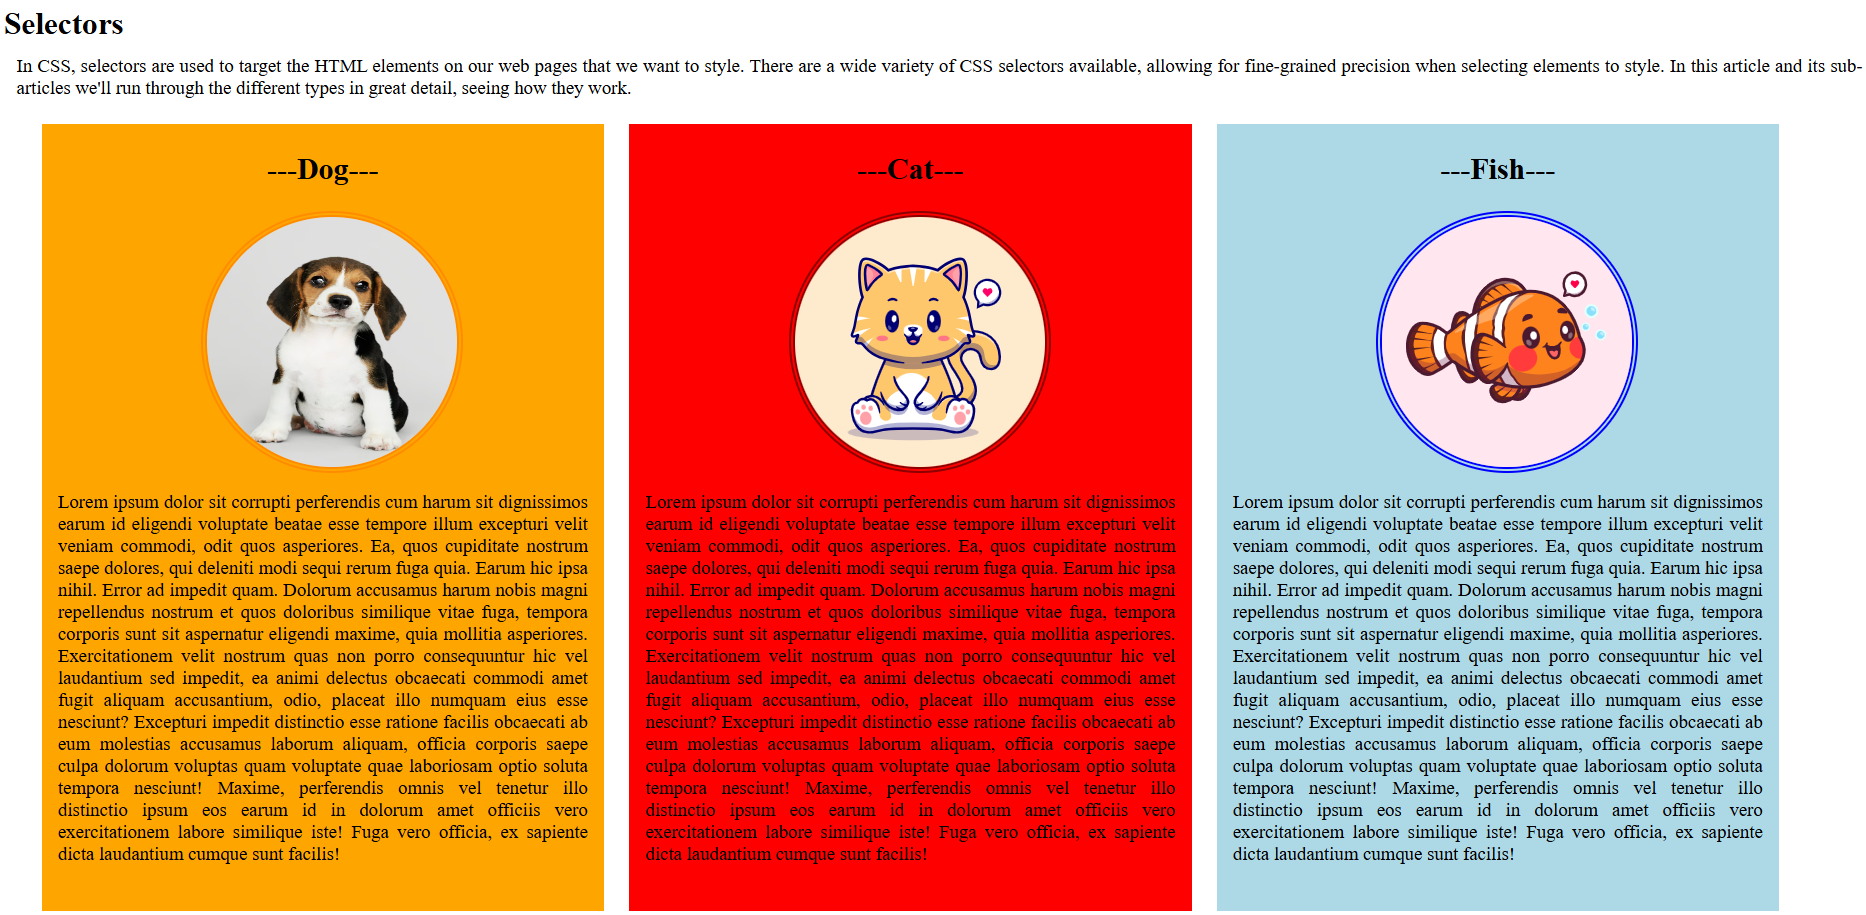 Selectors
In CSS, selectors are used to target the HTML elements on our web pages that we want to style. There are a wide variety of CSS selectors available, allowing for fine-grained precision when selecting elements to style. In this article and its sub-
articles we'll run through the different types in great detail, seeing how they work.
---Dog---
Lorem ipsum dolor sit corrupti perferendis cum harum sit dignissimos
earum id eligendi voluptate beatae esse tempore illum excepturi velit
veniam commodi, odit quos asperiores. Ea, quos cupiditate nostrum
saepe dolores, qui deleniti modi sequi rerum fuga quia. Earum hic ipsa
nihil. Error ad impedit quam. Dolorum accusamus harum nobis magni
repellendus nostrum et quos doloribus similique vitae fuga, tempora
corporis sunt sit aspernatur eligendi maxime, quia mollitia asperiores.
Exercitationem velit nostrum quas non porro consequuntur hic vel
laudantium sed impedit, ea animi delectus obcaecati commodi amet
fugit aliquam accusantium, odio, placeat illo numquam eius esse
nesciunt? Excepturi impedit distinctio esse ratione facilis obcaecati ab
eum molestias accusamus laborum aliquam, officia corporis saepe
culpa dolorum voluptas quam voluptate quae laboriosam optio soluta
tempora nesciunt! Maxime, perferendis omnis vel tenetur illo
distinctio ipsum eos earum id in dolorum amet officiis vero
exercitationem labore similique iste! Fuga vero officia, ex sapiente
dicta laudantium cumque sunt facilis!
---Cat---
Lorem ipsum dolor sit corrupti perferendis cum harum sit dignissimos
earum id eligendi voluptate beatae esse tempore illum excepturi velit
veniam commodi, odit quos asperiores. Ea, quos cupiditate nostrum
saepe dolores, qui deleniti modi sequi rerum fuga quia. Earum hic ipsa
nihil. Error ad impedit quam. Dolorum accusamus harum nobis magni
repellendus nostrum et quos doloribus similique vitae fuga, tempora
corporis sunt sit aspernatur eligendi maxime, quia mollitia asperiores.
Exercitationem velit nostrum quas non porro consequuntur hic vel
laudantium sed impedit, ea animi delectus obcaecati commodi amet
fugit aliquam accusantium, odio, placeat illo numquam eius esse
nesciunt? Excepturi impedit distinctio esse ratione facilis obcaecati ab
eum molestias accusamus laborum aliquam, officia corporis saepe
culpa dolorum voluptas quam voluptate quae laboriosam optio soluta
tempora nesciunt! Maxime, perferendis omnis vel tenetur illo
distinctio ipsum eos earum id in dolorum amet officiis vero
exercitationem labore similique iste! Fuga vero officia, ex sapiente
dicta laudantium cumque sunt facilis!
---Fish---
Lorem ipsum dolor sit corrupti perferendis cum harum sit dignissimos
earum id eligendi voluptate beatae esse tempore illum excepturi velit
veniam commodi, odit quos asperiores. Ea, quos cupiditate nostrum
saepe dolores, qui deleniti modi sequi rerum fuga quia. Earum hic ipsa
nihil. Error ad impedit quam. Dolorum accusamus harum nobis magni
repellendus nostrum et quos doloribus similique vitae fuga, tempora
corporis sunt sit aspernatur eligendi maxime, quia mollitia asperiores.
Exercitationem velit nostrum quas non porro consequuntur hic vel
laudantium sed impedit, ea animi delectus obcaecati commodi amet
fugit aliquam accusantium, odio, placeat illo numquam eius esse
nesciunt? Excepturi impedit distinctio esse ratione facilis obcaecati ab
eum molestias accusamus laborum aliquam, officia corporis saepe
culpa dolorum voluptas quam voluptate quae laboriosam optio soluta
tempora nesciunt! Maxime, perferendis omnis vel tenetur illo
distinctio ipsum eos earum id in dolorum amet officiis vero
exercitationem labore similique iste! Fuga vero officia, ex sapiente
dicta laudantium cumque sunt facilis!